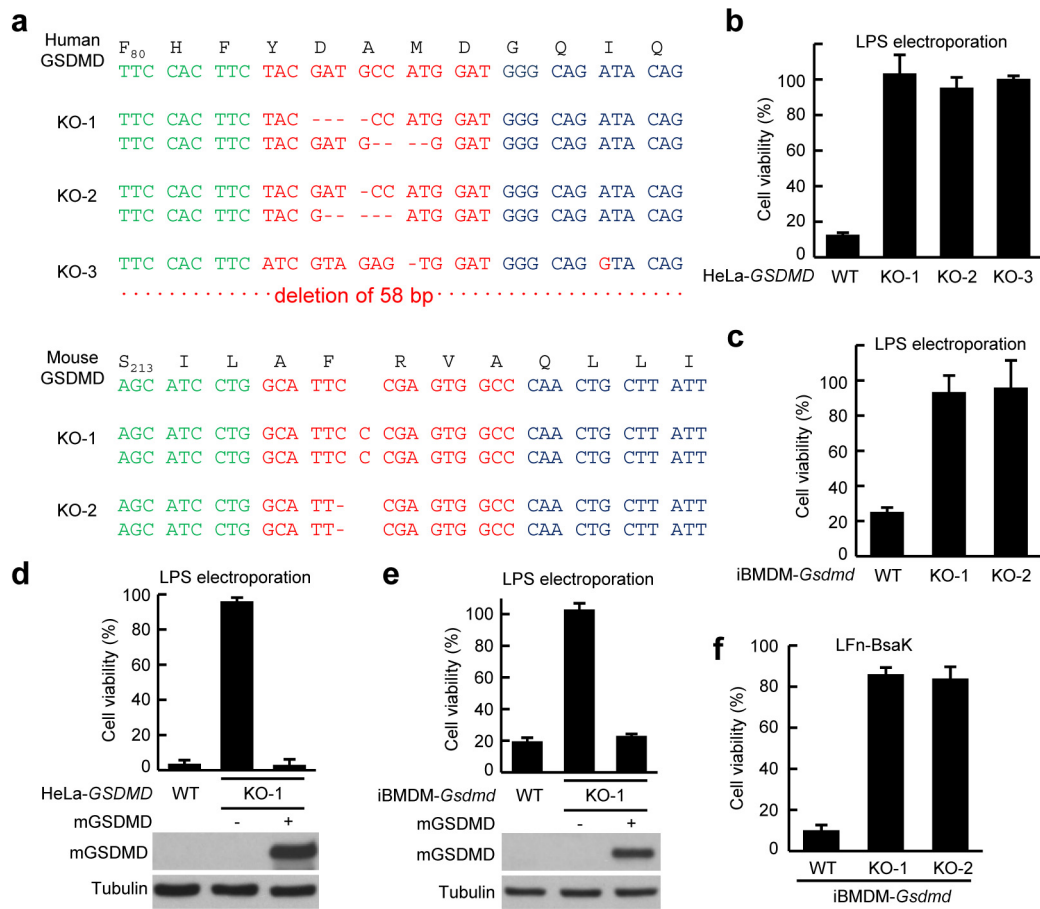 a
Human GSDMD
F80 H F Y D A M D G Q I Q
TTC CAC TTC TAC GAT GCC ATG GAT GGG CAG ATA CAG
KO-1
TTC CAC TTC TAC --- -CC ATG GAT GGG CAG ATA CAG
TTC CAC TTC TACGAT G-- --G GAT GGG CAG ATA CAG
KO-2
TTC CAC TTC TAC GAT -CC ATG GAT GGG CAG ATA CAG
TTC CAC TTC TAC G-- --- ATG GAT GGG CAG ATA CAG
KO-3
TTC CAC TTC ATC GTA GAG -TG GAT GGG CAG GTA CAG
deletion of 58 bp
Mouse GSDMD
S213 I L A F R V A Q L L I
AGC ATC CTG GCA TTC CGA GTG GCC CAA CTG CTT ATT
KO-1
AGC ATC CTG GCA TTC C CGA GTG GCC CAA CTG CTT ATT
AGC ATC CTG GCA TTC C CGA GTG GCC CAA CTG CTT ATT
KO-2
AGC ATC CTG GCA TT- CGA GTG GCC CAA CTG CTT ATT
AGC ATC CTG GCA TT- CGA GTG GCC CAA CTG CTT ATT
b
LPS electroporation
Cell viability (%)
100
80
60
40
20
0
HeLa-GSDMD WT KO-1 KO-2 KO-3
c
LPS electroporation
Cell viability (%)
100
80
60
40
20
0
iBMDM-Gsdmd WT KO-1 KO-2
d
LPS electroporation
Cell viability (%)
100
80
60
40
20
0
HeLa-GSDMD WT KO-1
mGSDMD - +
mGSDMD
Tubulin
e
LPS electroporation
Cell viability (%)
100
80
60
40
20
0
iBMDM-Gsdmd WT KO-1
mGSDMD - +
mGSDMD
Tubulin
f
LFn-BsaK
Cell viability (%)
100
80
60
40
20
0
WT KO-1 KO-2
iBMDM-Gsdmd